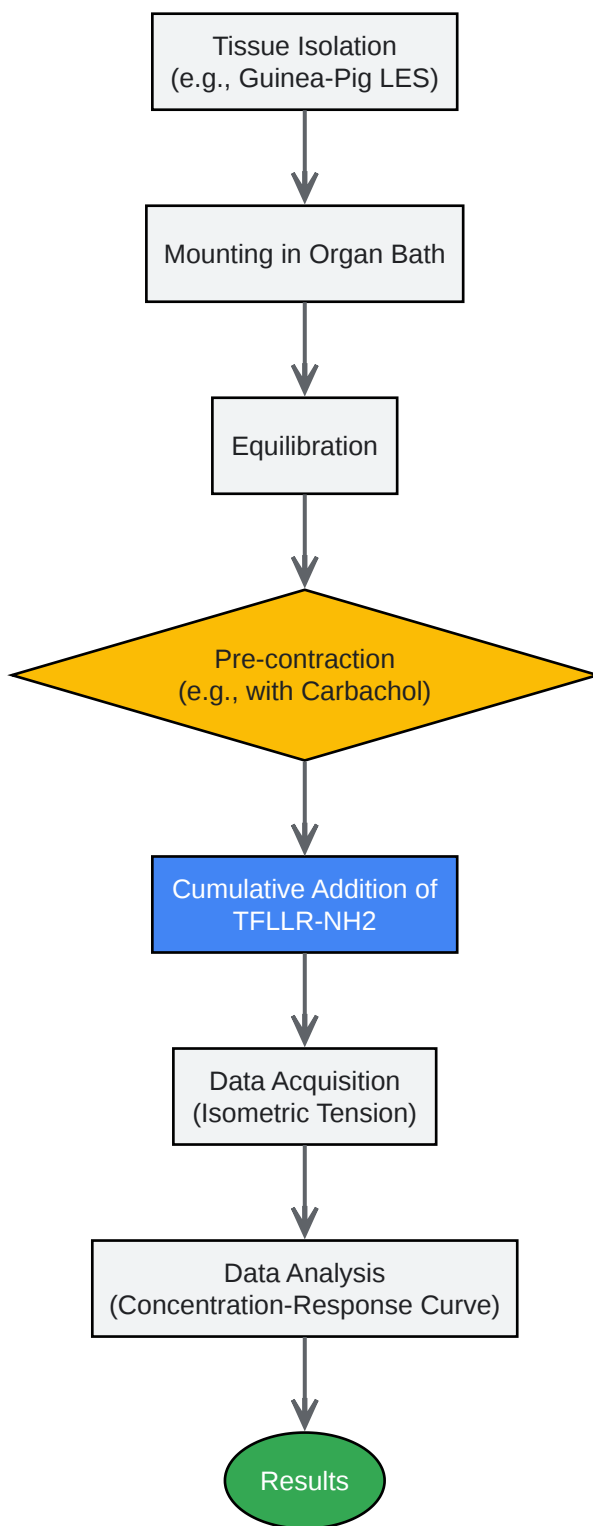 Tissue Isolation
(e.g., Guinea-Pig LES)
Mounting in Organ Bath
Equilibration
Pre-contraction
(e.g., with Carbachol)
Cumulative Addition of
TFLLR-NH2
Data Acquisition
(Isometric Tension)
Data Analysis
(Concentration-Response Curve)
Results